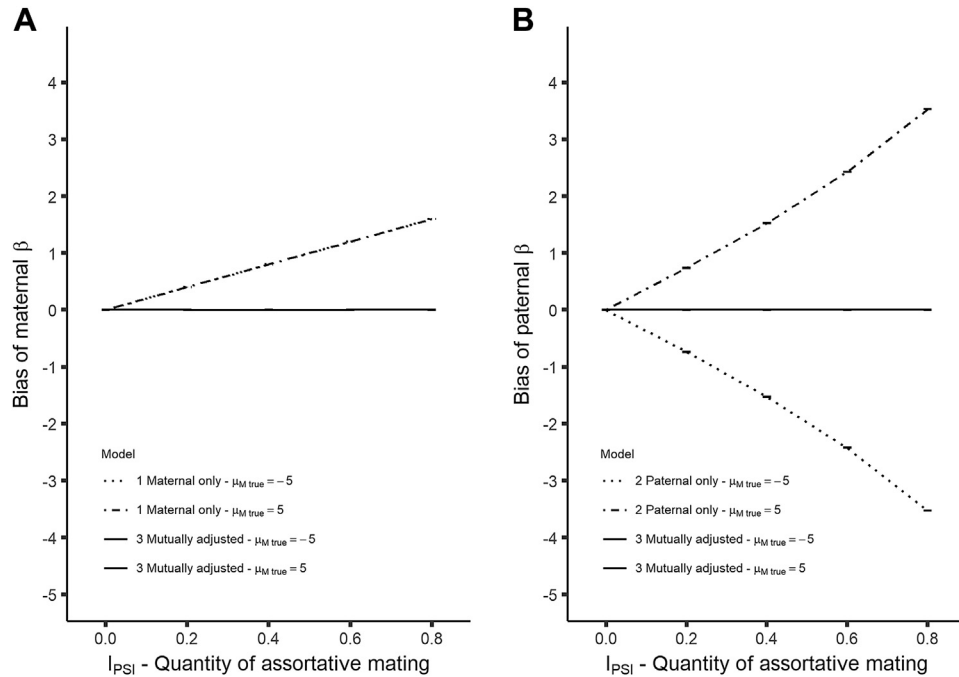 A
Bias of maternal β
4
3
2
1
0
-1
-2
-3
-4
-5
Model
1 Maternal only - μM true = −5
1 Maternal only - μM true = 5
3 Mutually adjusted - μM true = −5
3 Mutually adjusted - μM true = 5
0.0 0.2 0.4 0.6 0.8
IPSI - Quantity of assortative mating
B
Bias of paternal β
4
3
2
1
0
-1
-2
-3
-4
-5
Model
2 Paternal only - μM true = −5
2 Paternal only - μM true = 5
3 Mutually adjusted - μM true = −5
3 Mutually adjusted - μM true = 5
0.0 0.2 0.4 0.6 0.8
IPSI - Quantity of assortative mating